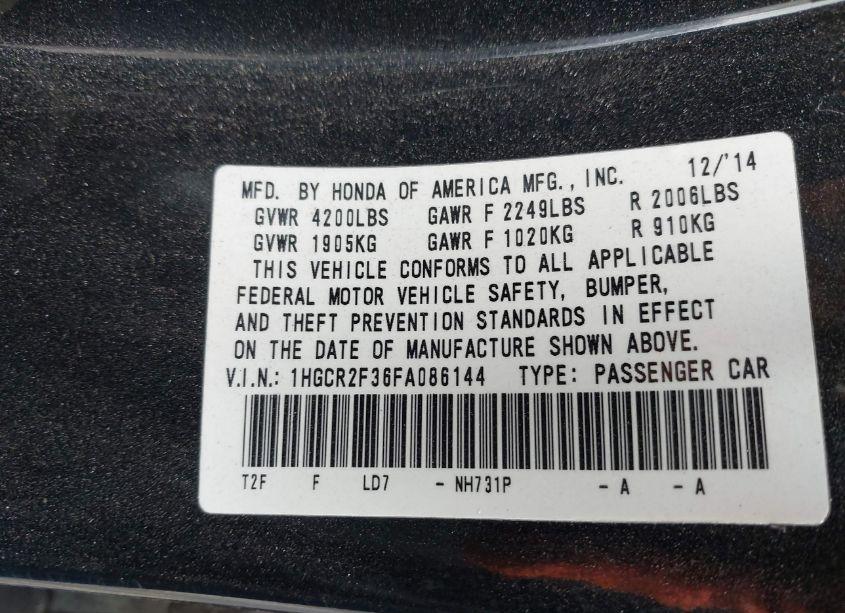 MFD. BY HONDA OF AMERICA MFG., INC. 12/'14
GVWR 4200LBS GAWR F 2249LBS R 2006LBS
GVWR 1905KG GAWR F 1020KG R 910KG
THIS VEHICLE CONFORMS TO ALL APPLICABLE
FEDERAL MOTOR VEHICLE SAFETY, BUMPER,
AND THEFT PREVENTION STANDARDS IN EFFECT
ON THE DATE OF MANUFACTURE SHOWN ABOVE.
V.I.N.: 1HGCR2F36FA086144 TYPE: PASSENGER CAR
T2F F LD7 - NH731P - A - A